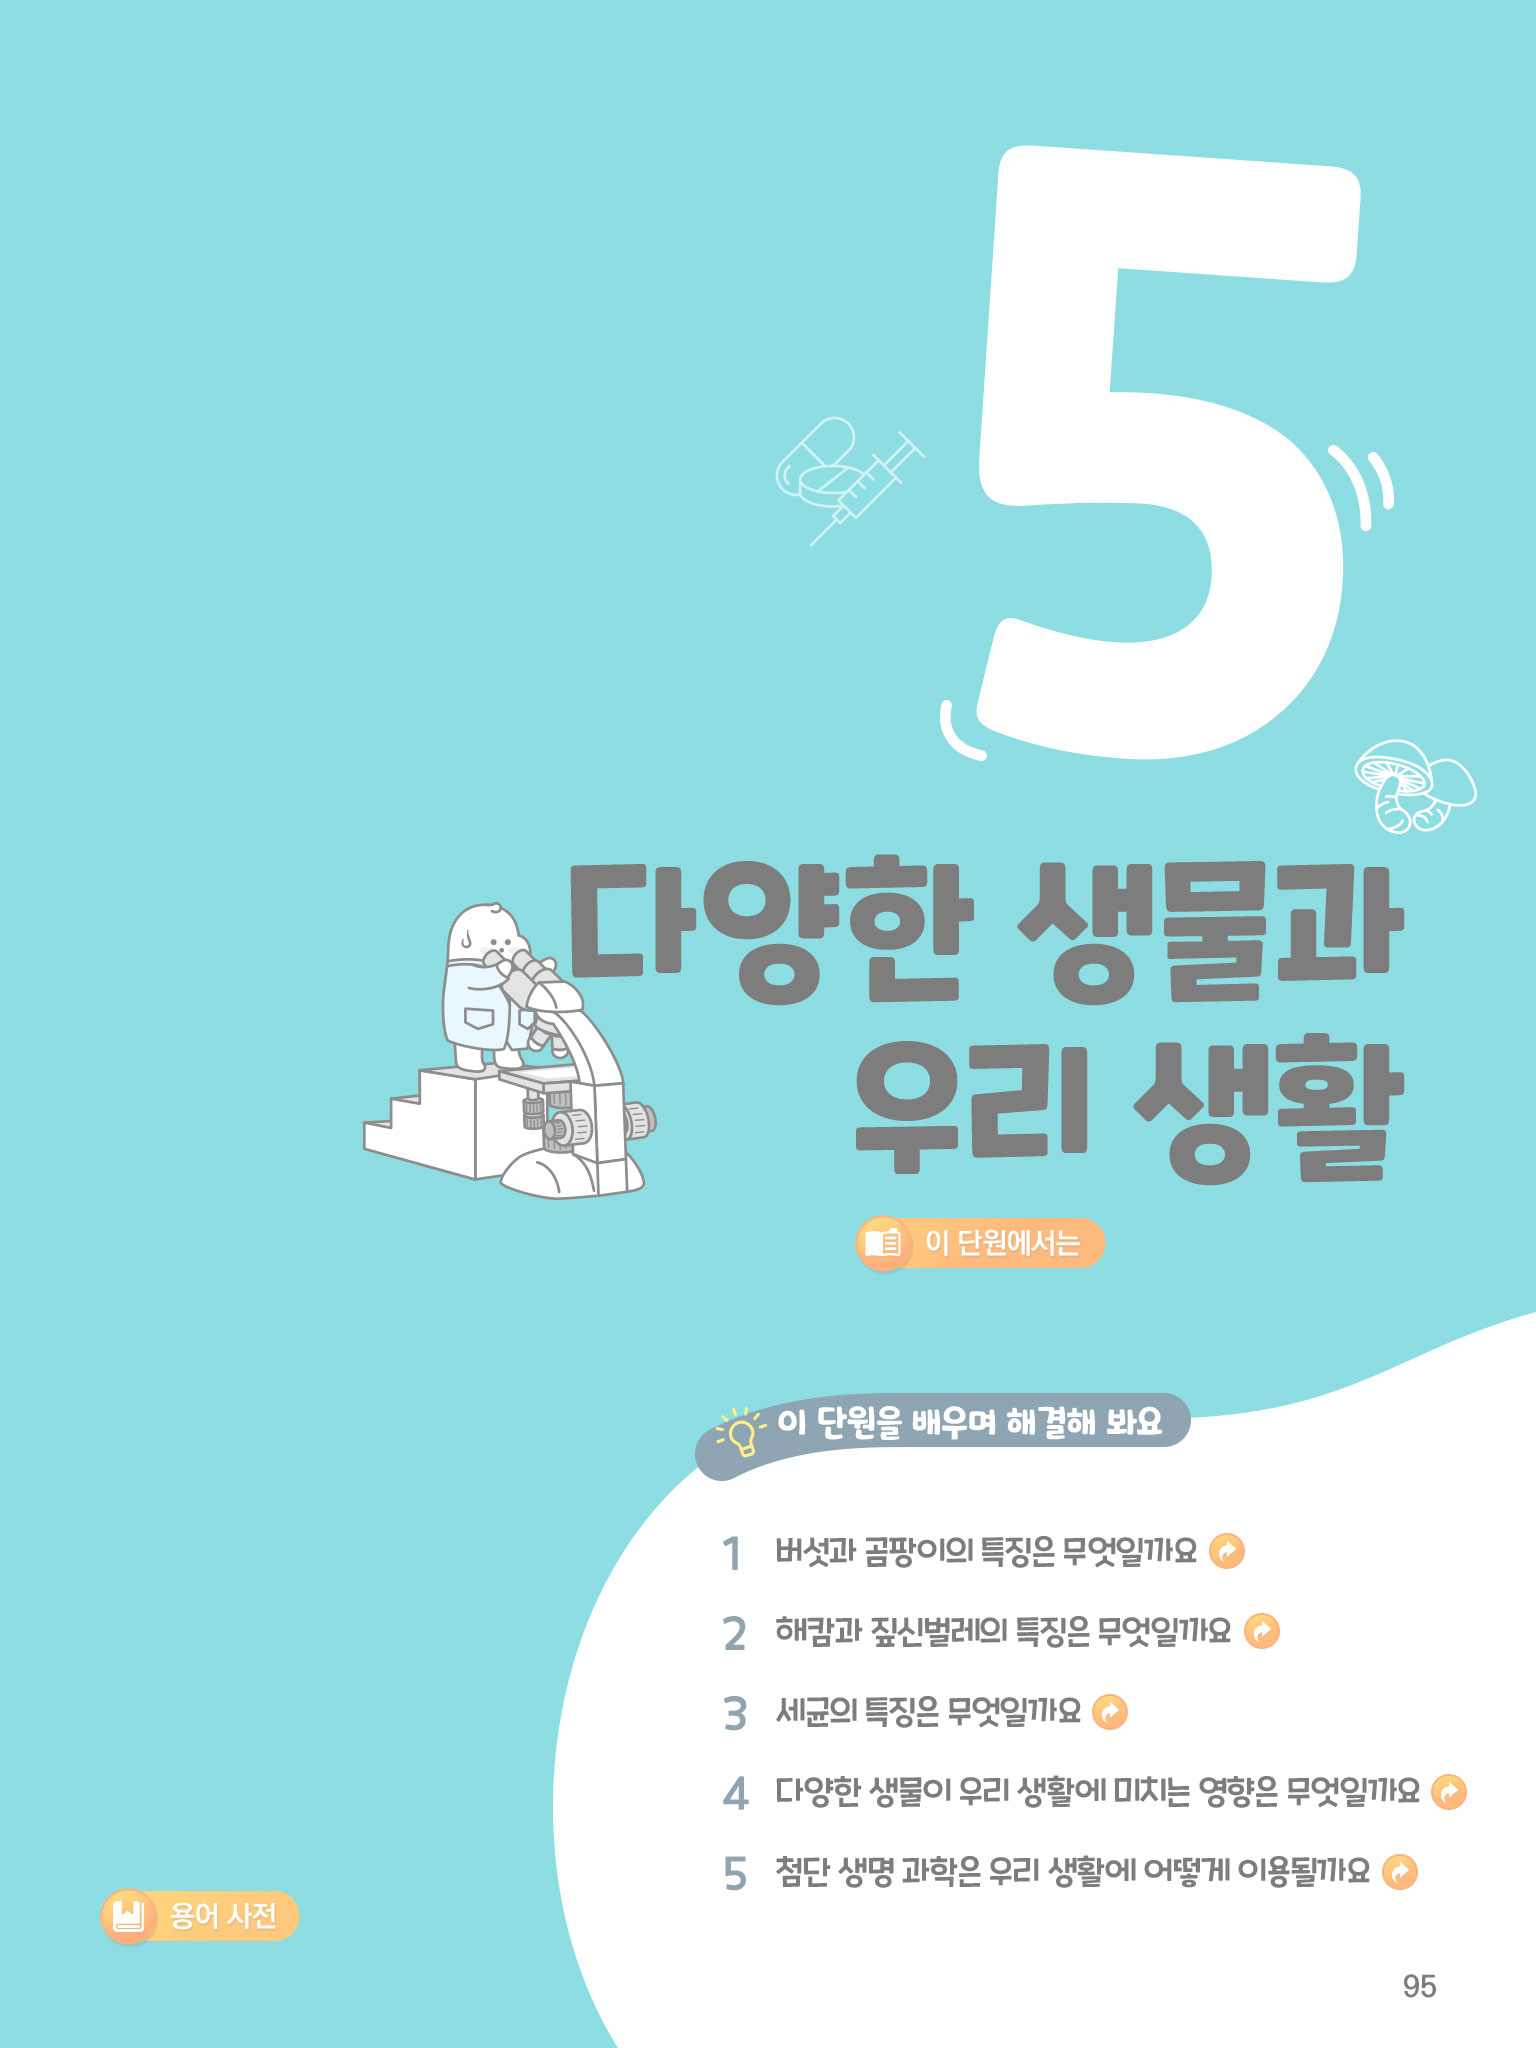 5
다양한 생물과
우리 생활
이 단원에서는
이 단원을 배우며 해결해 봐요
1 버섯과 곰팡이의 특징은 무엇일까요
2 해캄과 짚신벌레의 특징은 무엇일까요
3 세균의 특징은 무엇일까요
4 다양한 생물이 우리 생활에 미치는 영향은 무엇일까요
5 첨단 생명 과학은 우리 생활에 어떻게 이용될까요
용어 사전
95